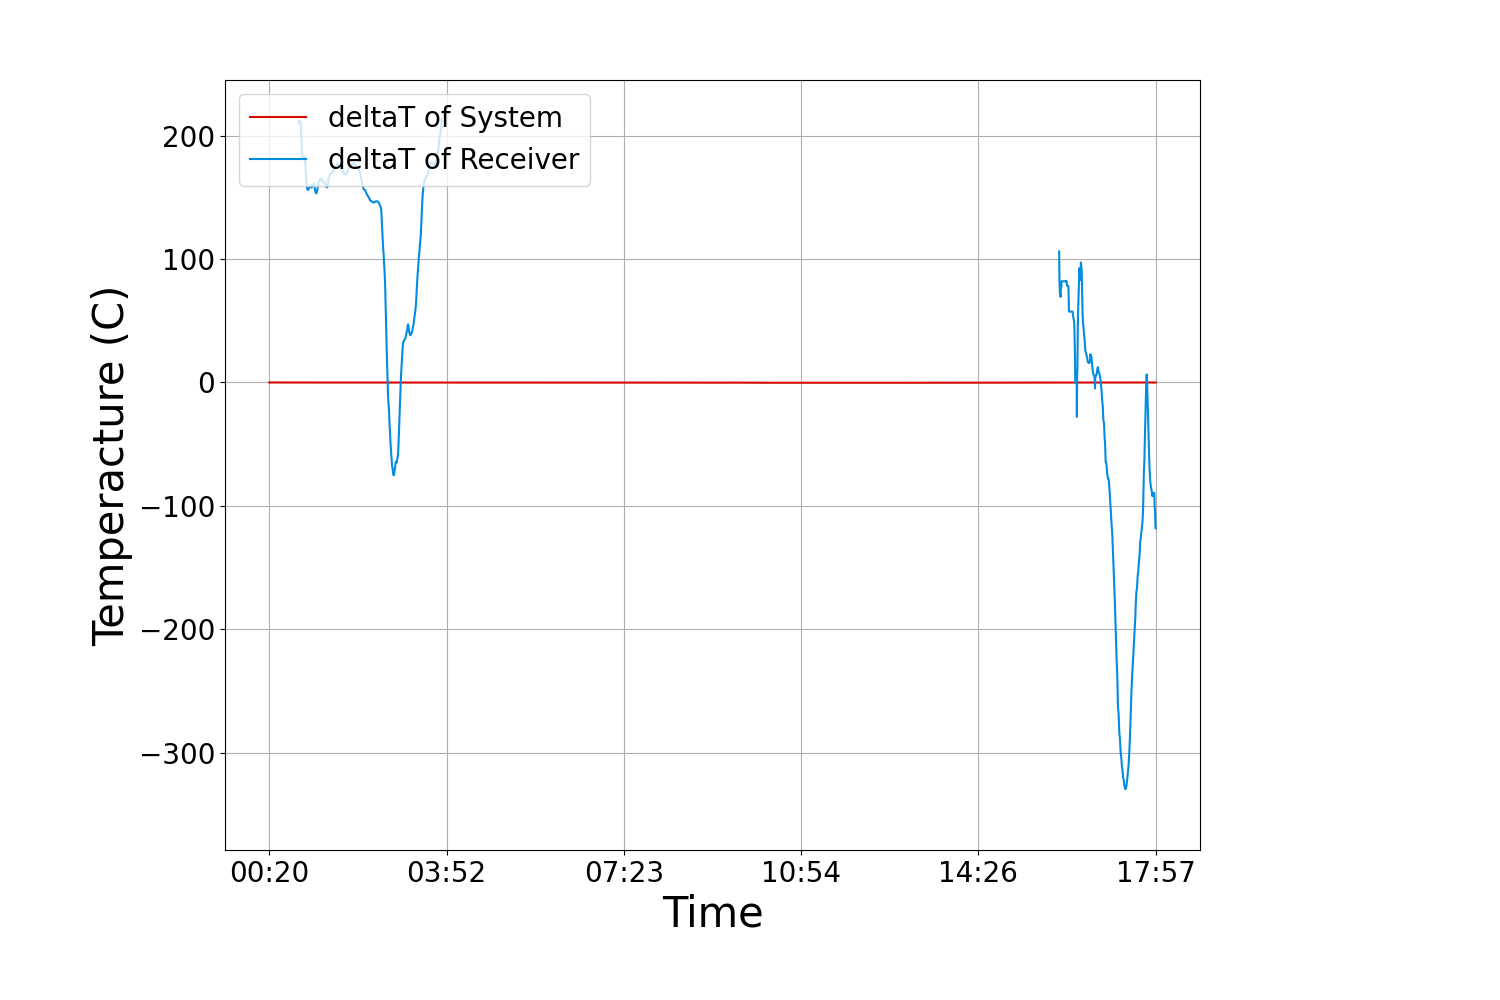 deltaT of System
deltaT of Receiver
200
100
0
−100
−200
−300
Temperacture (C)
00:20 03:52 07:23 10:54 14:26 17:57
Time